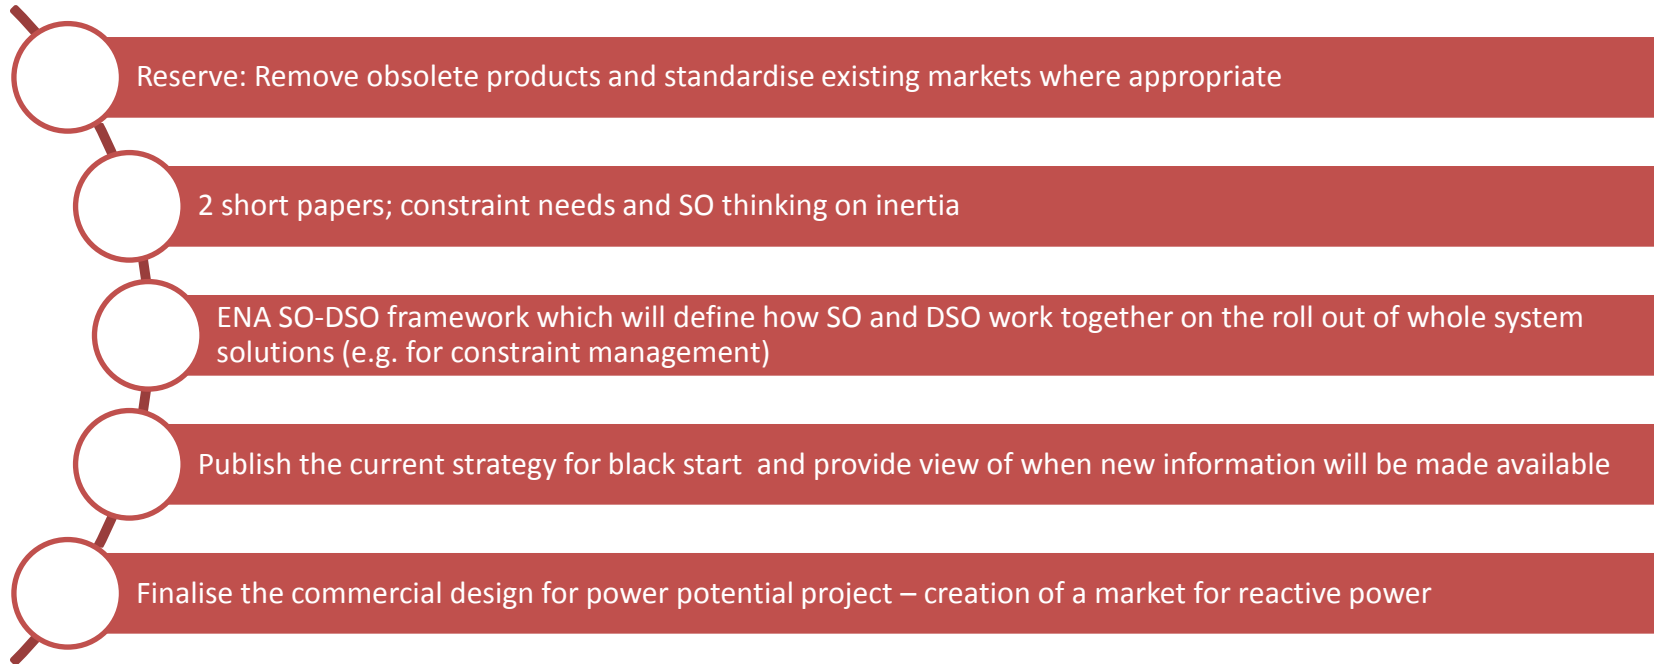 Reserve: Remove obsolete products and standardise existing markets where appropriate
2 short papers; constraint needs and SO thinking on inertia
ENA SO-DSO framework which will define how SO and DSO work together on the roll out of whole system
solutions (e.g. for constraint management)
Publish the current strategy for black start  and provide view of when new information will be made available
Finalise the commercial design for power potential project – creation of a market for reactive power